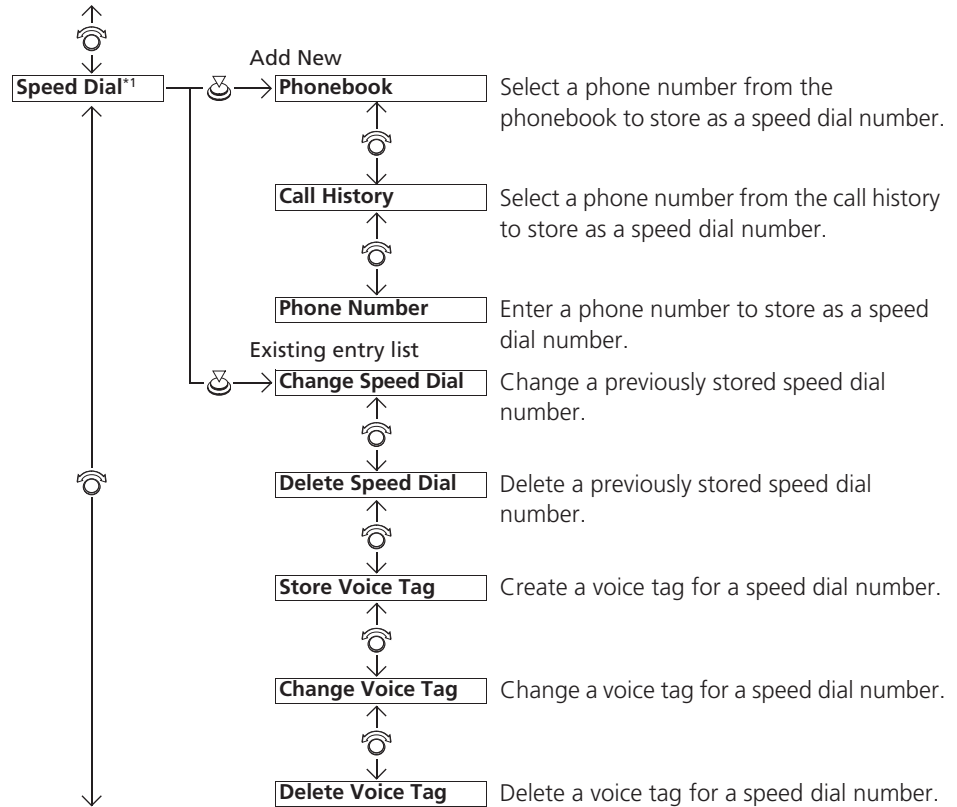 Add New
Speed Dial*1
Phonebook
Select a phone number from the
phonebook to store as a speed dial number.
Call History
Select a phone number from the call history
to store as a speed dial number.
Phone Number
Enter a phone number to store as a speed
dial number.
Existing entry list
Change Speed Dial
Change a previously stored speed dial
number.
Delete Speed Dial
Delete a previously stored speed dial
number.
Store Voice Tag
Create a voice tag for a speed dial number.
Change Voice Tag
Change a voice tag for a speed dial number.
Delete Voice Tag
Delete a voice tag for a speed dial number.